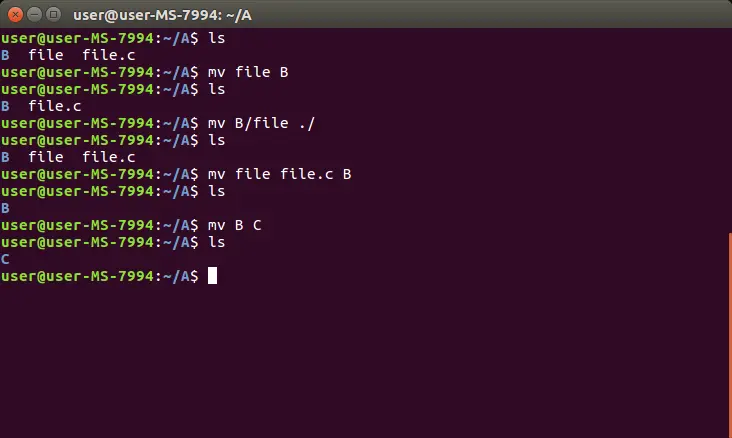 user@user-MS-7994: ~/A
user@user-MS-7994:~/A$ ls
B  file  file.c
user@user-MS-7994:~/A$ mv file B
user@user-MS-7994:~/A$ ls
B  file.c
user@user-MS-7994:~/A$ mv B/file ./
user@user-MS-7994:~/A$ ls
B  file  file.c
user@user-MS-7994:~/A$ mv file file.c B
user@user-MS-7994:~/A$ ls
B
user@user-MS-7994:~/A$ mv B C
user@user-MS-7994:~/A$ ls
C
user@user-MS-7994:~/A$